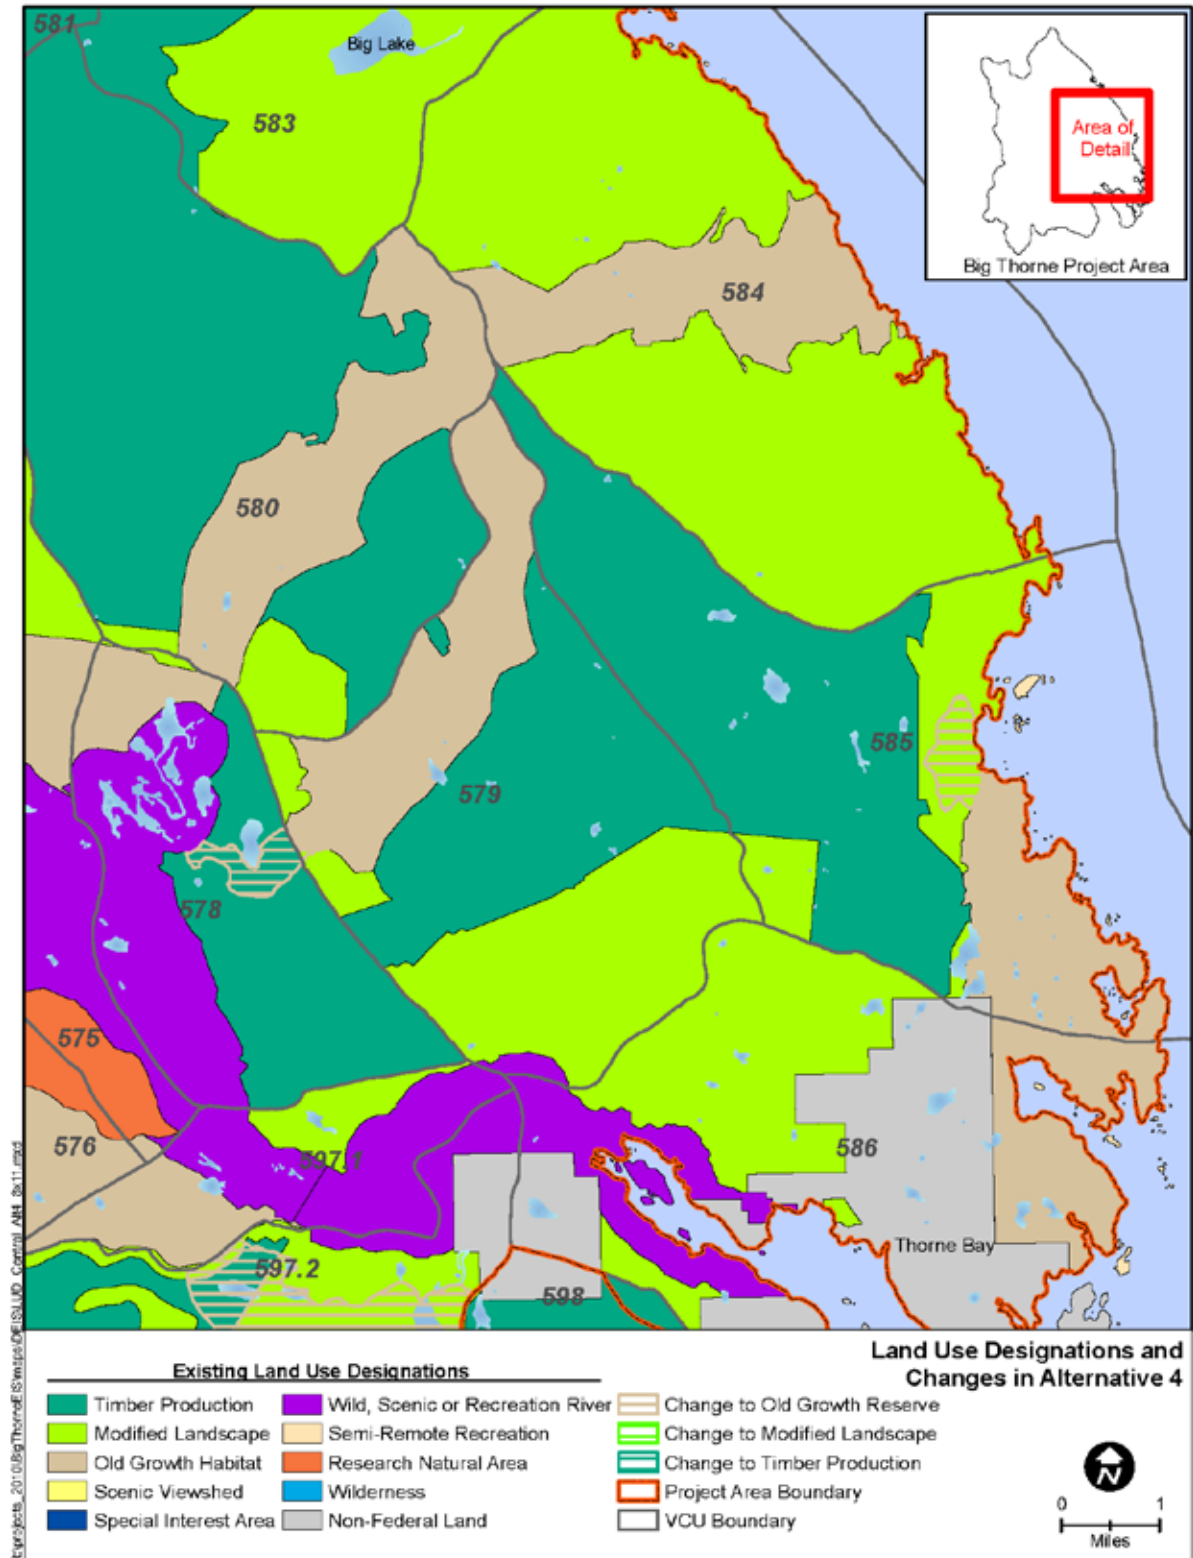 581
Big Lake
583
Area of
Detail
Big Thorne Project Area
584
580
585
579
578
575
576
597.1
586
Thorne Bay
597.2
598
Land Use Designations and
Changes in Alternative 4
Existing Land Use Designations
Timber Production
Wild, Scenic or Recreation River
Change to Old Growth Reserve
Modified Landscape
Semi-Remote Recreation
Change to Modified Landscape
Old Growth Habitat
Research Natural Area
Change to Timber Production
Scenic Viewshed
Wilderness
Project Area Boundary
Special Interest Area
Non-Federal Land
VCU Boundary
N
0 1
Miles